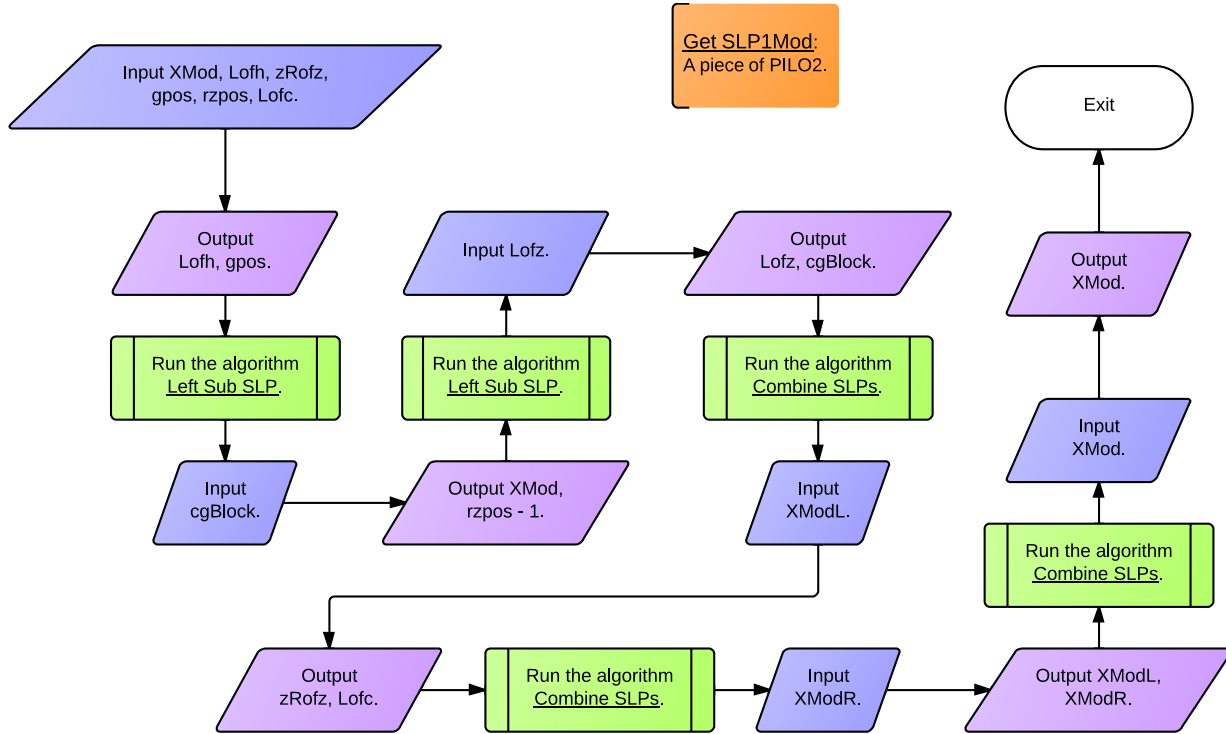 Get SLP1Mod:
A piece of PILO2.
Input XMod, Lofh, zRofz,
gpos, rzpos, Lofc.
Output
Lofh, gpos.
Run the algorithm
Left Sub SLP.
Input
cgBlock.
Output XMod,
rzpos - 1.
Run the algorithm
Left Sub SLP.
Input Lofz.
Output
Lofz, cgBlock.
Run the algorithm
Combine SLPs.
Input
XModL.
Output
zRofz, Lofc.
Run the algorithm
Combine SLPs.
Input
XModR.
Output XModL,
XModR.
Run the algorithm
Combine SLPs.
Input
XMod.
Output
XMod.
Exit